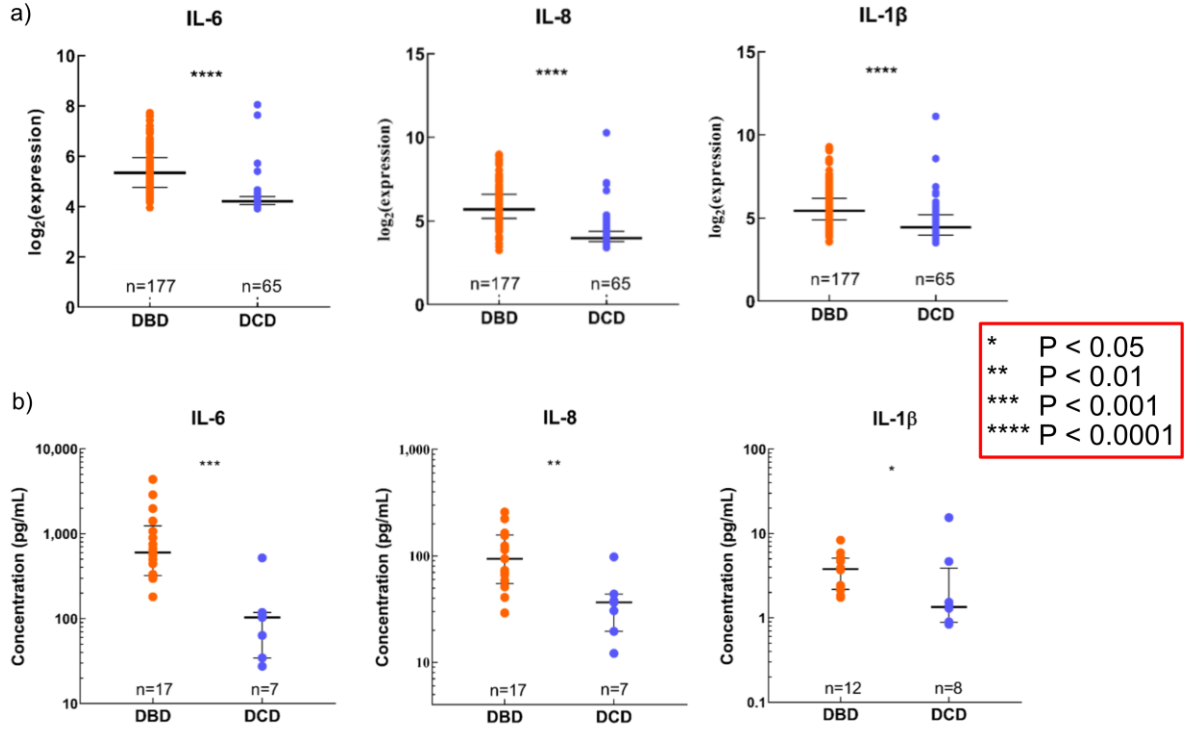 a)
IL-6
IL-8
IL-1β
log₂(expression)
10
8
6
4
2
0
****
n=177
n=65
DBD
DCD
log₂(expression)
15
10
5
0
****
n=177
n=65
DBD
DCD
log₂(expression)
15
10
5
0
****
n=177
n=65
DBD
DCD
* P < 0.05
** P < 0.01
*** P < 0.001
**** P < 0.0001
b)
IL-6
IL-8
IL-1β
Concentration (pg/mL)
10,000
1,000
100
10
***
n=17
n=7
DBD
DCD
Concentration (pg/mL)
1,000
100
10
**
n=17
n=7
DBD
DCD
Concentration (pg/mL)
100
10
1
0.1
*
n=12
n=8
DBD
DCD